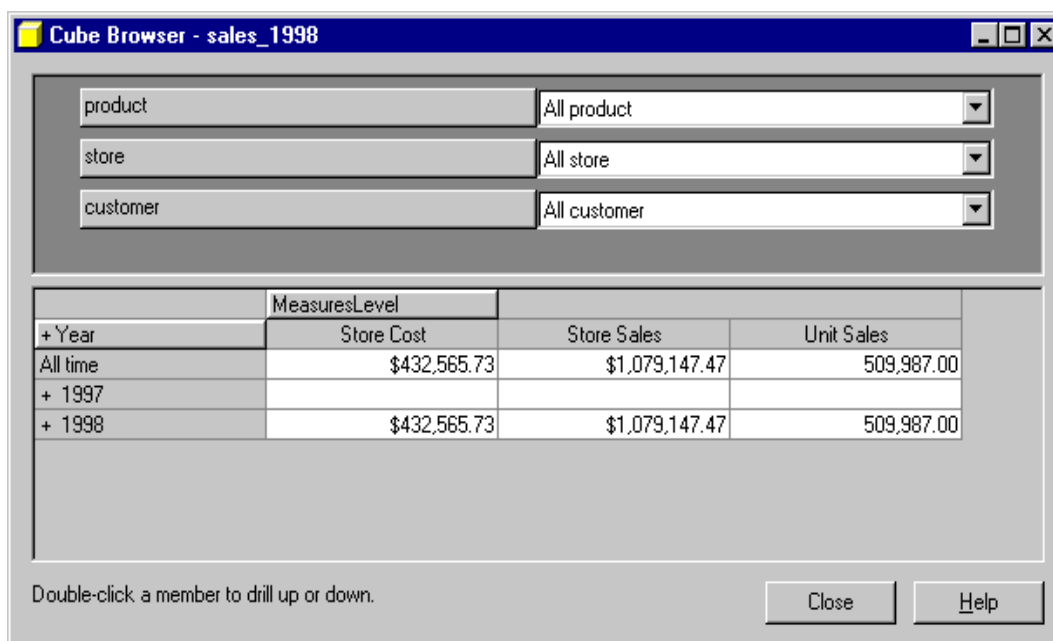 Cube Browser - sales_1998
product All product
store All store
customer All customer
MeasuresLevel
+ Year Store Cost Store Sales Unit Sales
All time $432,565.73 $1,079,147.47 509,987.00
+ 1997
+ 1998 $432,565.73 $1,079,147.47 509,987.00
Double-click a member to drill up or down. Close Help